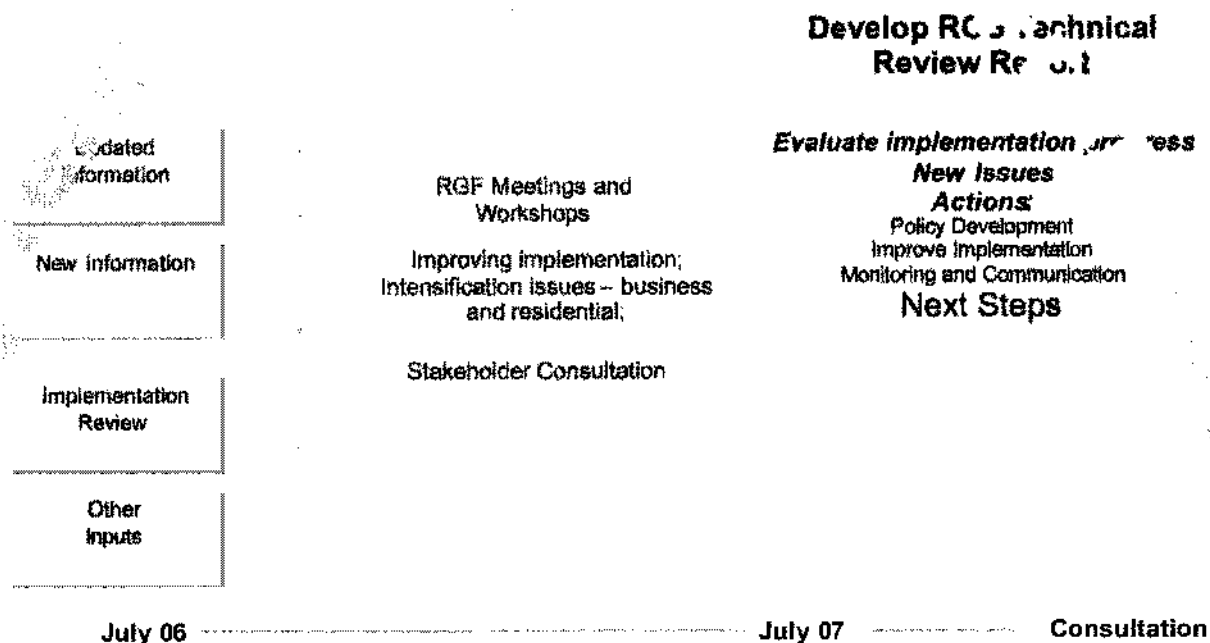 Develop
Review
Updated
Information
New Information
Implementation
Review
Other
Inputs
RGF Meetings and
Workshops
Improving implementation;
Intensification issues – business
and residential;
Stakeholder Consultation
Evaluate implementation
New Issues
Actions:
Policy Development
Improve Implementation
Monitoring and Communication
Next Steps
July 06
July 07
Consultation